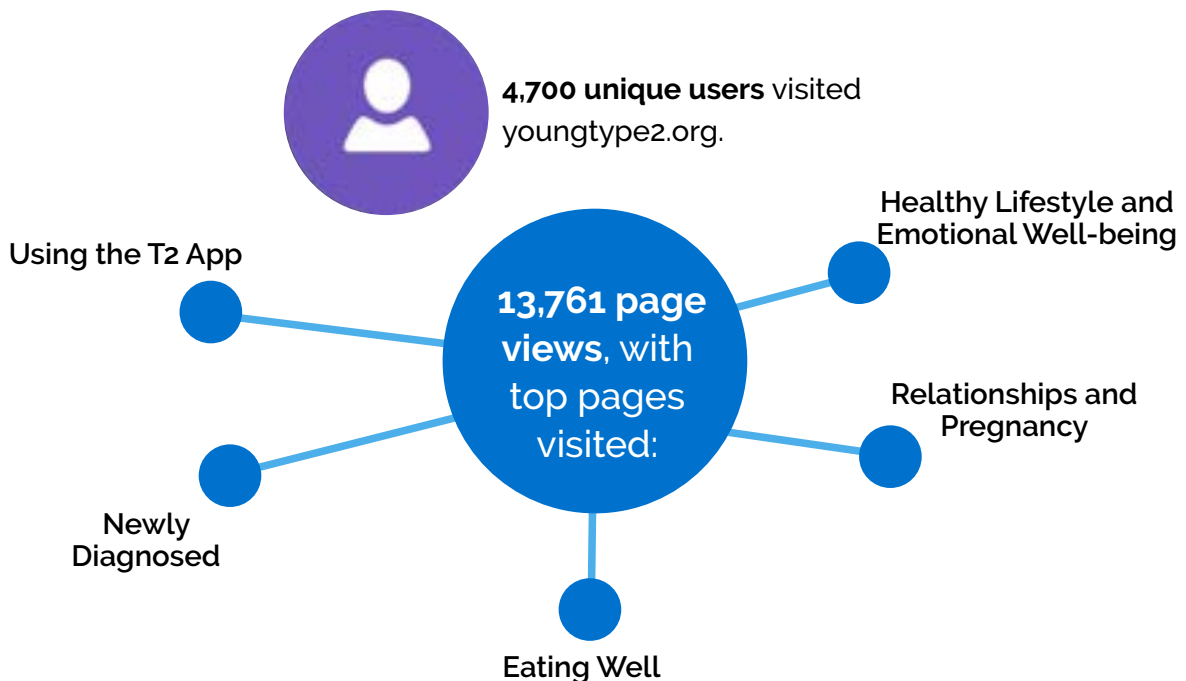 4,700 unique users visited
youngtype2.org.
Healthy Lifestyle and
Emotional Well-being
Using the T2 App
13,761 page
views, with
top pages
visited:
Relationships and
Pregnancy
Newly
Diagnosed
Eating Well